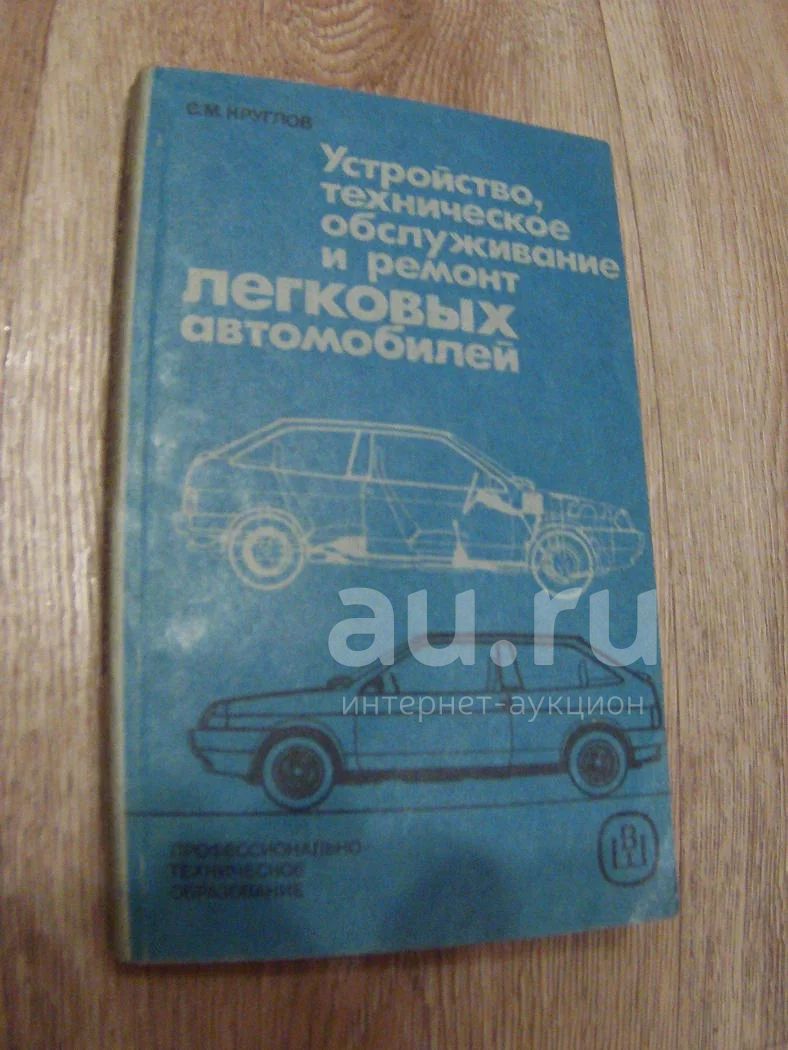 С.М. КРУГЛОВ
Устройство,
техническое
обслуживание
и ремонт
легковых
автомобилей
au.ru
интернет-аукцион
ПРОФЕССИОНАЛЬНО
ТЕХНИЧЕСКОЕ
ОБРАЗОВАНИЕ